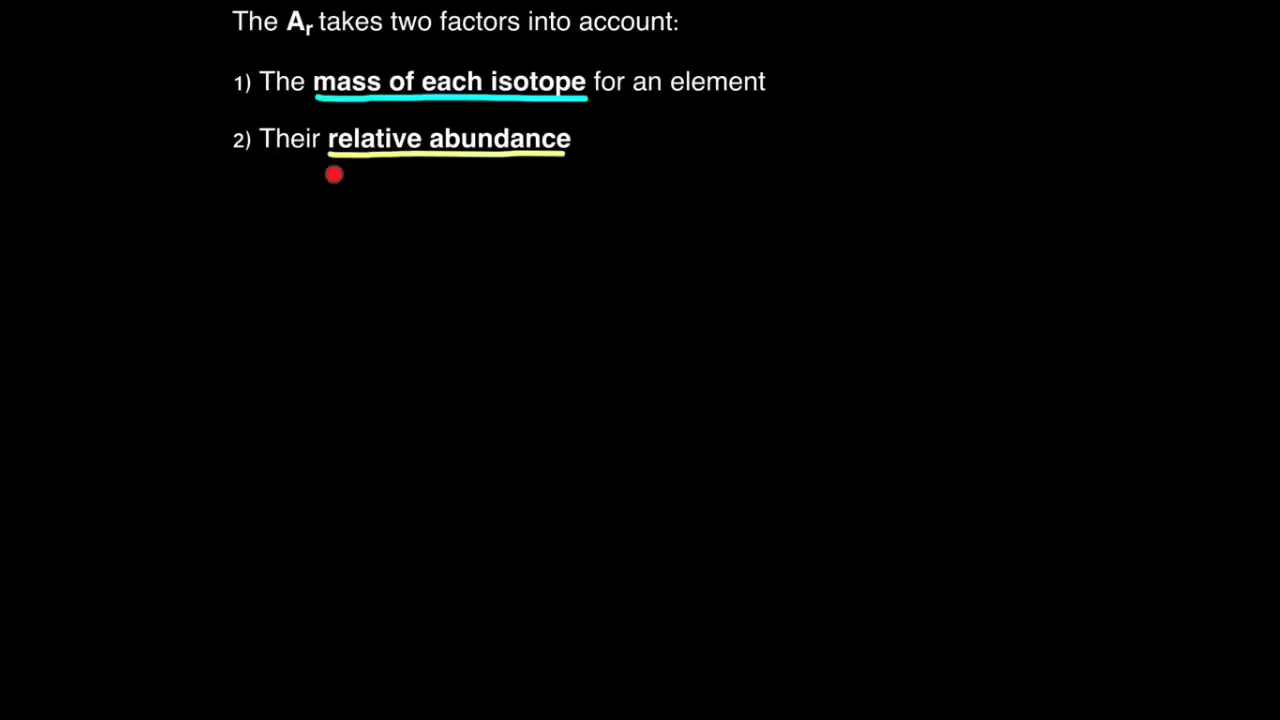 The Ar takes two factors into account:
1) The mass of each isotope for an element
2) Their relative abundance